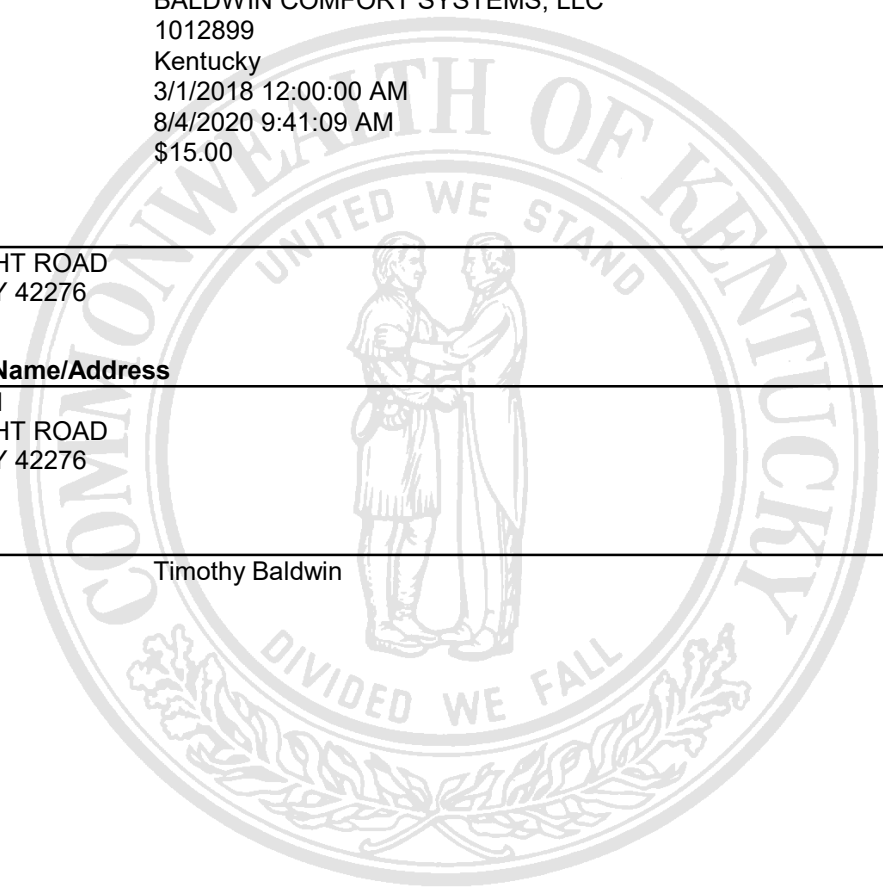 BALDWIN COMFORT SYSTEMS, LLC
1012899
Kentucky
3/1/2018 12:00:00 AM
8/4/2020 9:41:09 AM
$15.00
HT ROAD
Y 42276
Name/Address
HT ROAD
Y 42276
Timothy Baldwin
COMMONWEALTH OF KENTUCKY
UNITED WE STAND
DIVIDED WE FALL